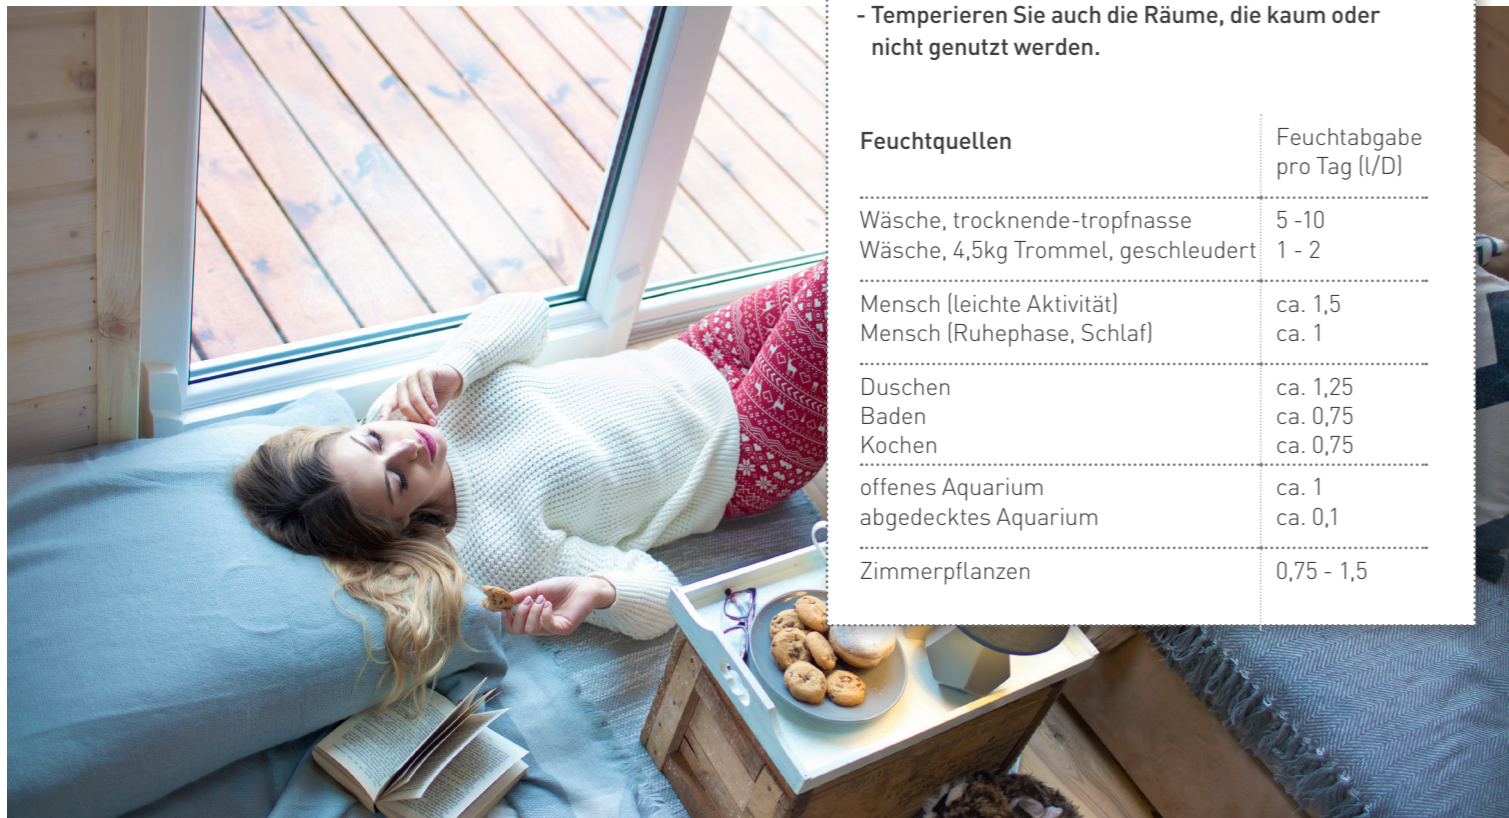 - Temperieren Sie auch die Räume, die kaum oder
nicht genutzt werden.
Feuchtquellen
Feuchtabgabe
pro Tag (l/D)
Wäsche, trocknende-tropfnasse 5 -10
Wäsche, 4,5kg Trommel, geschleudert 1 - 2
Mensch (leichte Aktivität) ca. 1,5
Mensch (Ruhephase, Schlaf) ca. 1
Duschen ca. 1,25
Baden ca. 0,75
Kochen ca. 0,75
offenes Aquarium ca. 1
abgedecktes Aquarium ca. 0,1
Zimmerpflanzen 0,75 - 1,5